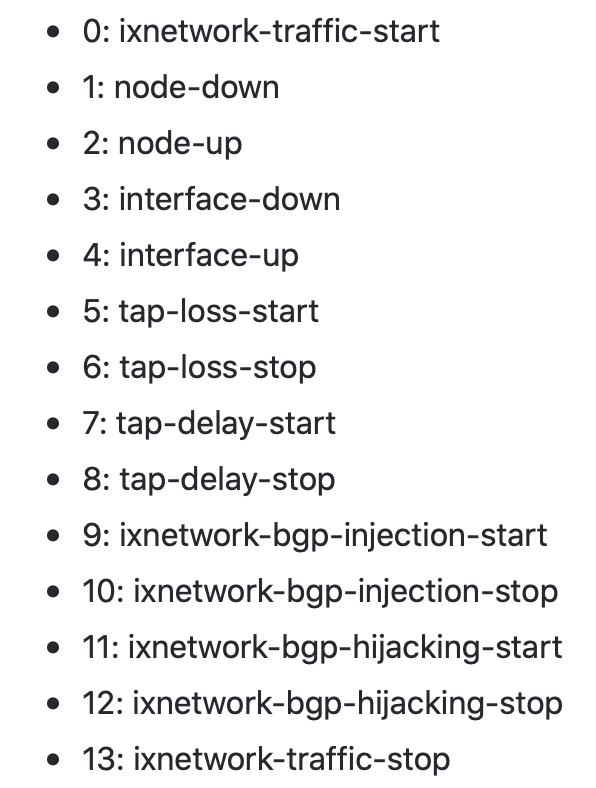 • 0: ixnetwork-traffic-start
• 1: node-down
• 2: node-up
• 3: interface-down
• 4: interface-up
• 5: tap-loss-start
• 6: tap-loss-stop
• 7: tap-delay-start
• 8: tap-delay-stop
• 9: ixnetwork-bgp-injection-start
• 10: ixnetwork-bgp-injection-stop
• 11: ixnetwork-bgp-hijacking-start
• 12: ixnetwork-bgp-hijacking-stop
• 13: ixnetwork-traffic-stop